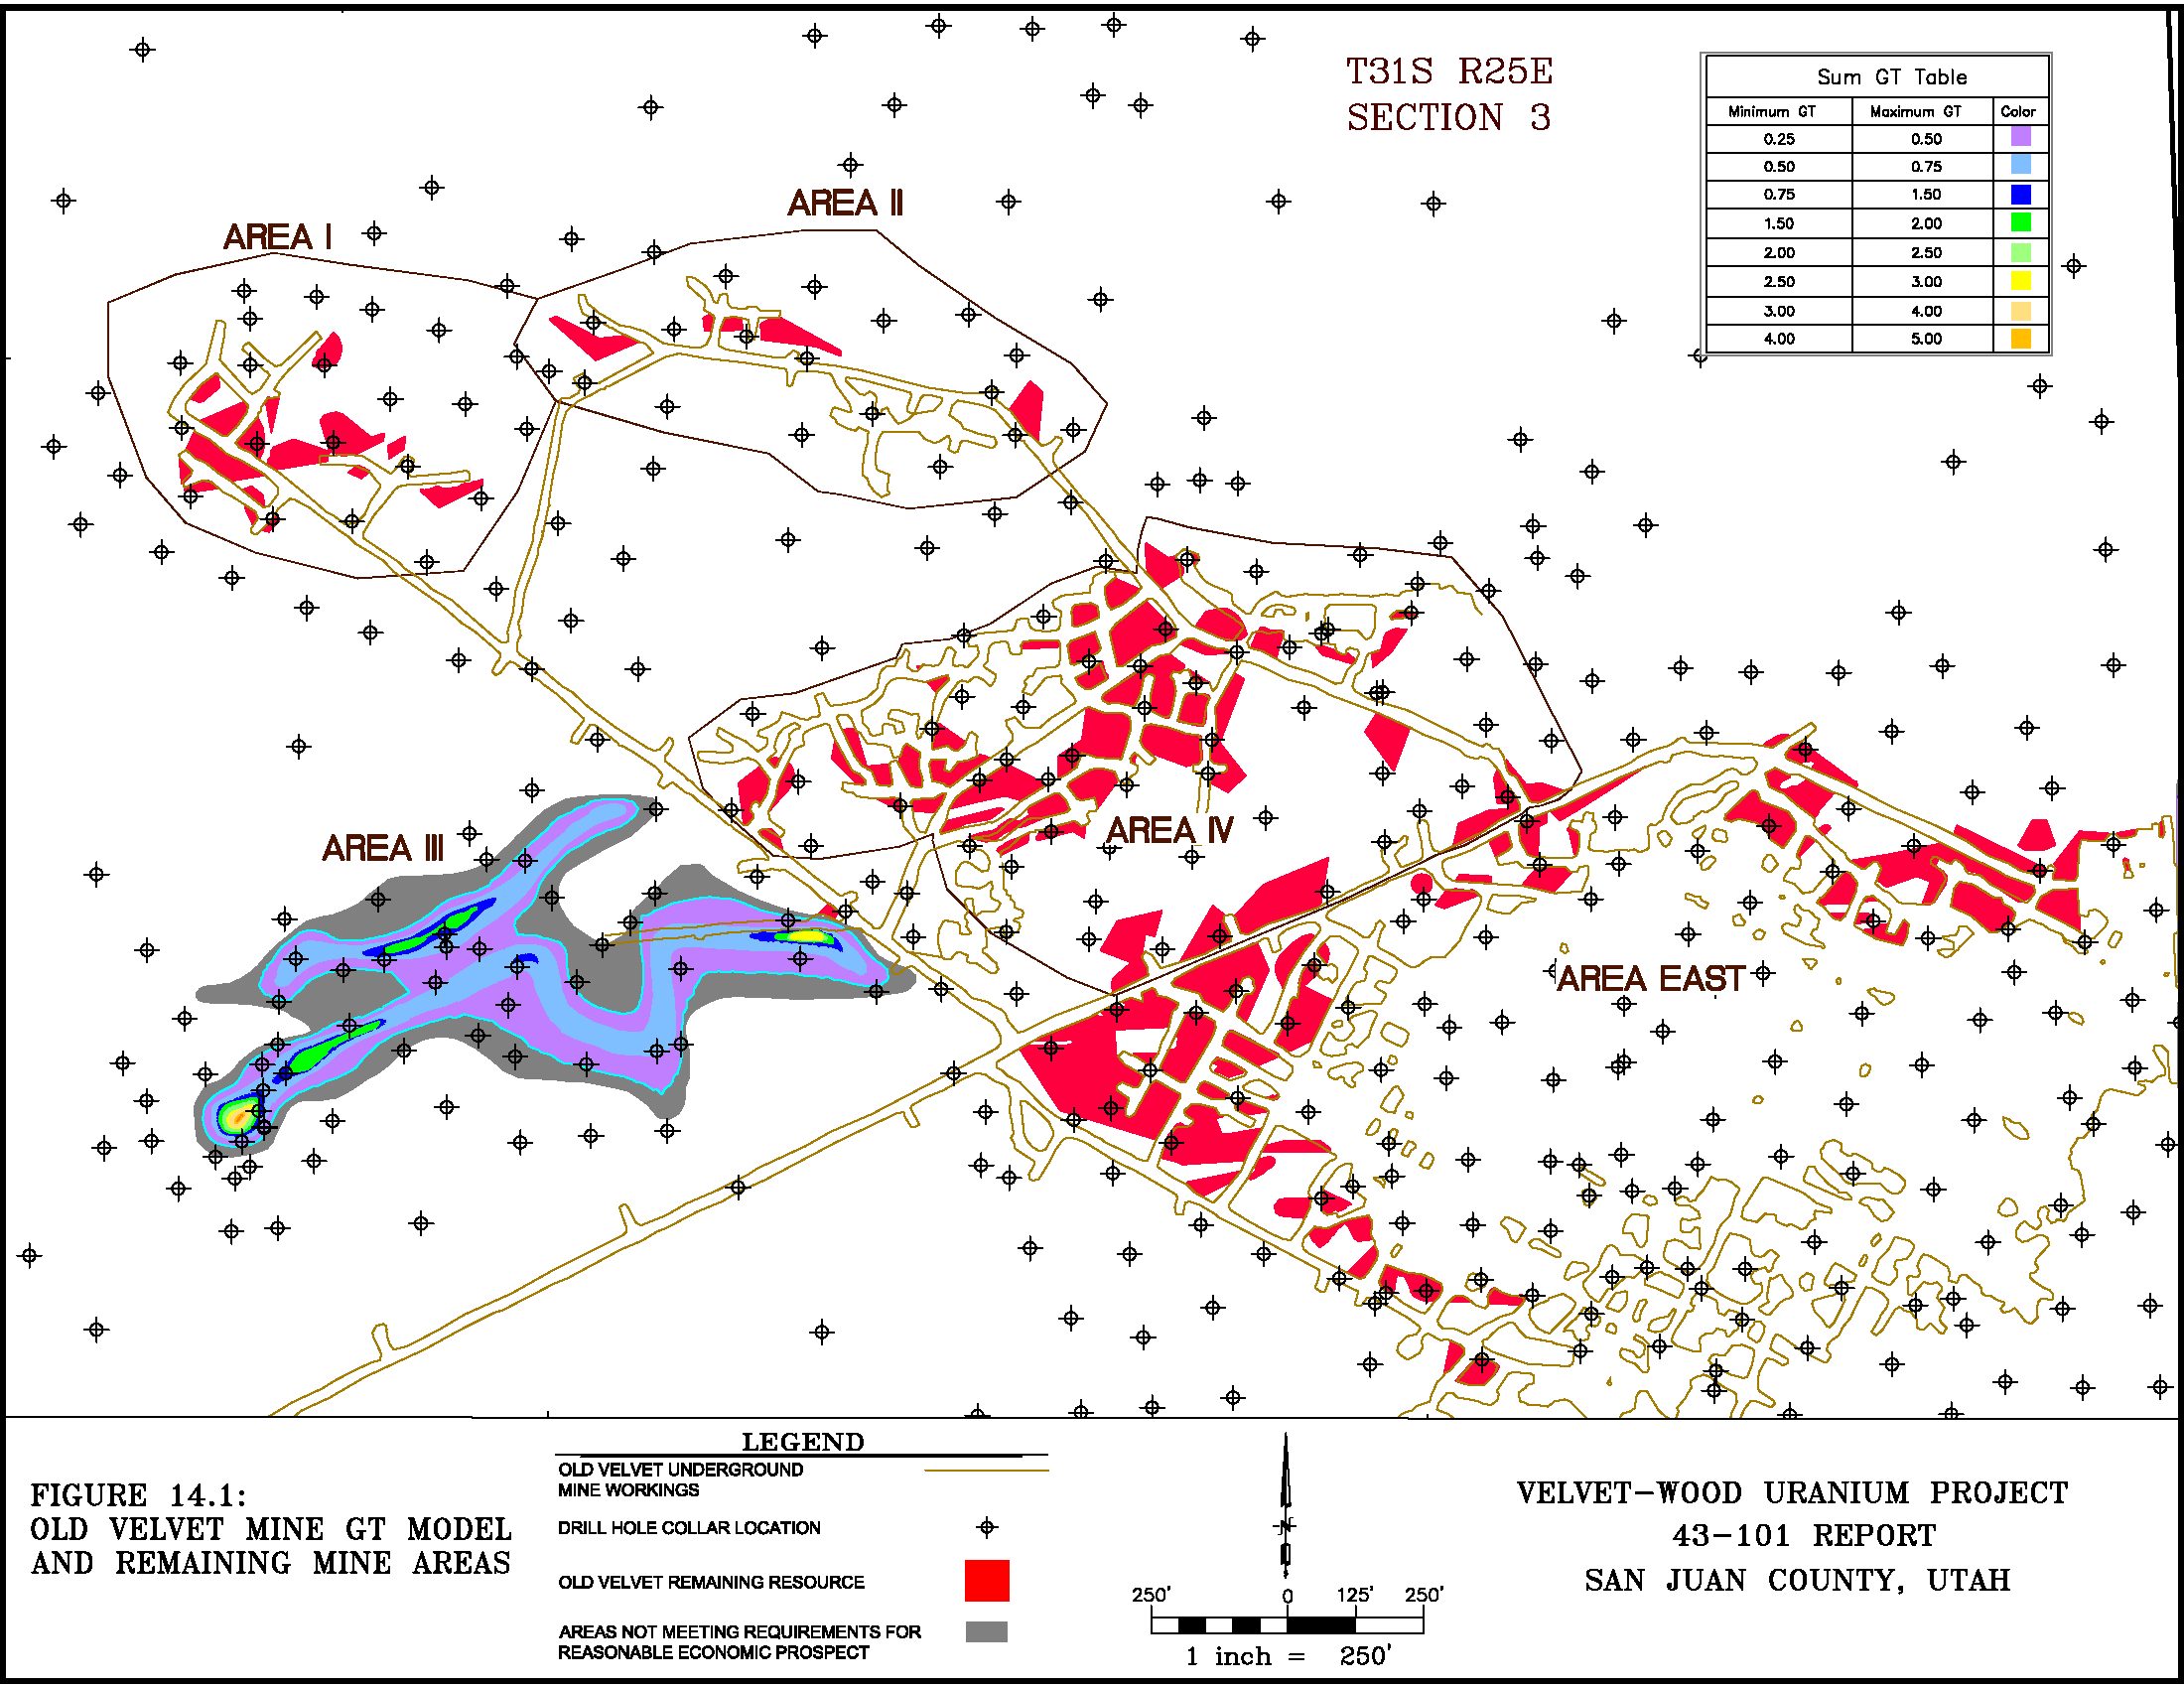 T31S R25E
SECTION 3
Sum GT Table
Minimum GT Maximum GT Color
0.25 0.50
0.50 0.75
0.75 1.50
1.50 2.00
2.00 2.50
2.50 3.00
3.00 4.00
4.00 5.00
AREA I
AREA II
AREA III
AREA IV
AREA EAST
FIGURE 14.1:
OLD VELVET MINE GT MODEL
AND REMAINING MINE AREAS
LEGEND
OLD VELVET UNDERGROUND
MINE WORKINGS
DRILL HOLE COLLAR LOCATION
OLD VELVET REMAINING RESOURCE
AREAS NOT MEETING REQUIREMENTS FOR
REASONABLE ECONOMIC PROSPECT
N
250' 0 125' 250'
1 inch = 250'
VELVET-WOOD URANIUM PROJECT
43-101 REPORT
SAN JUAN COUNTY, UTAH